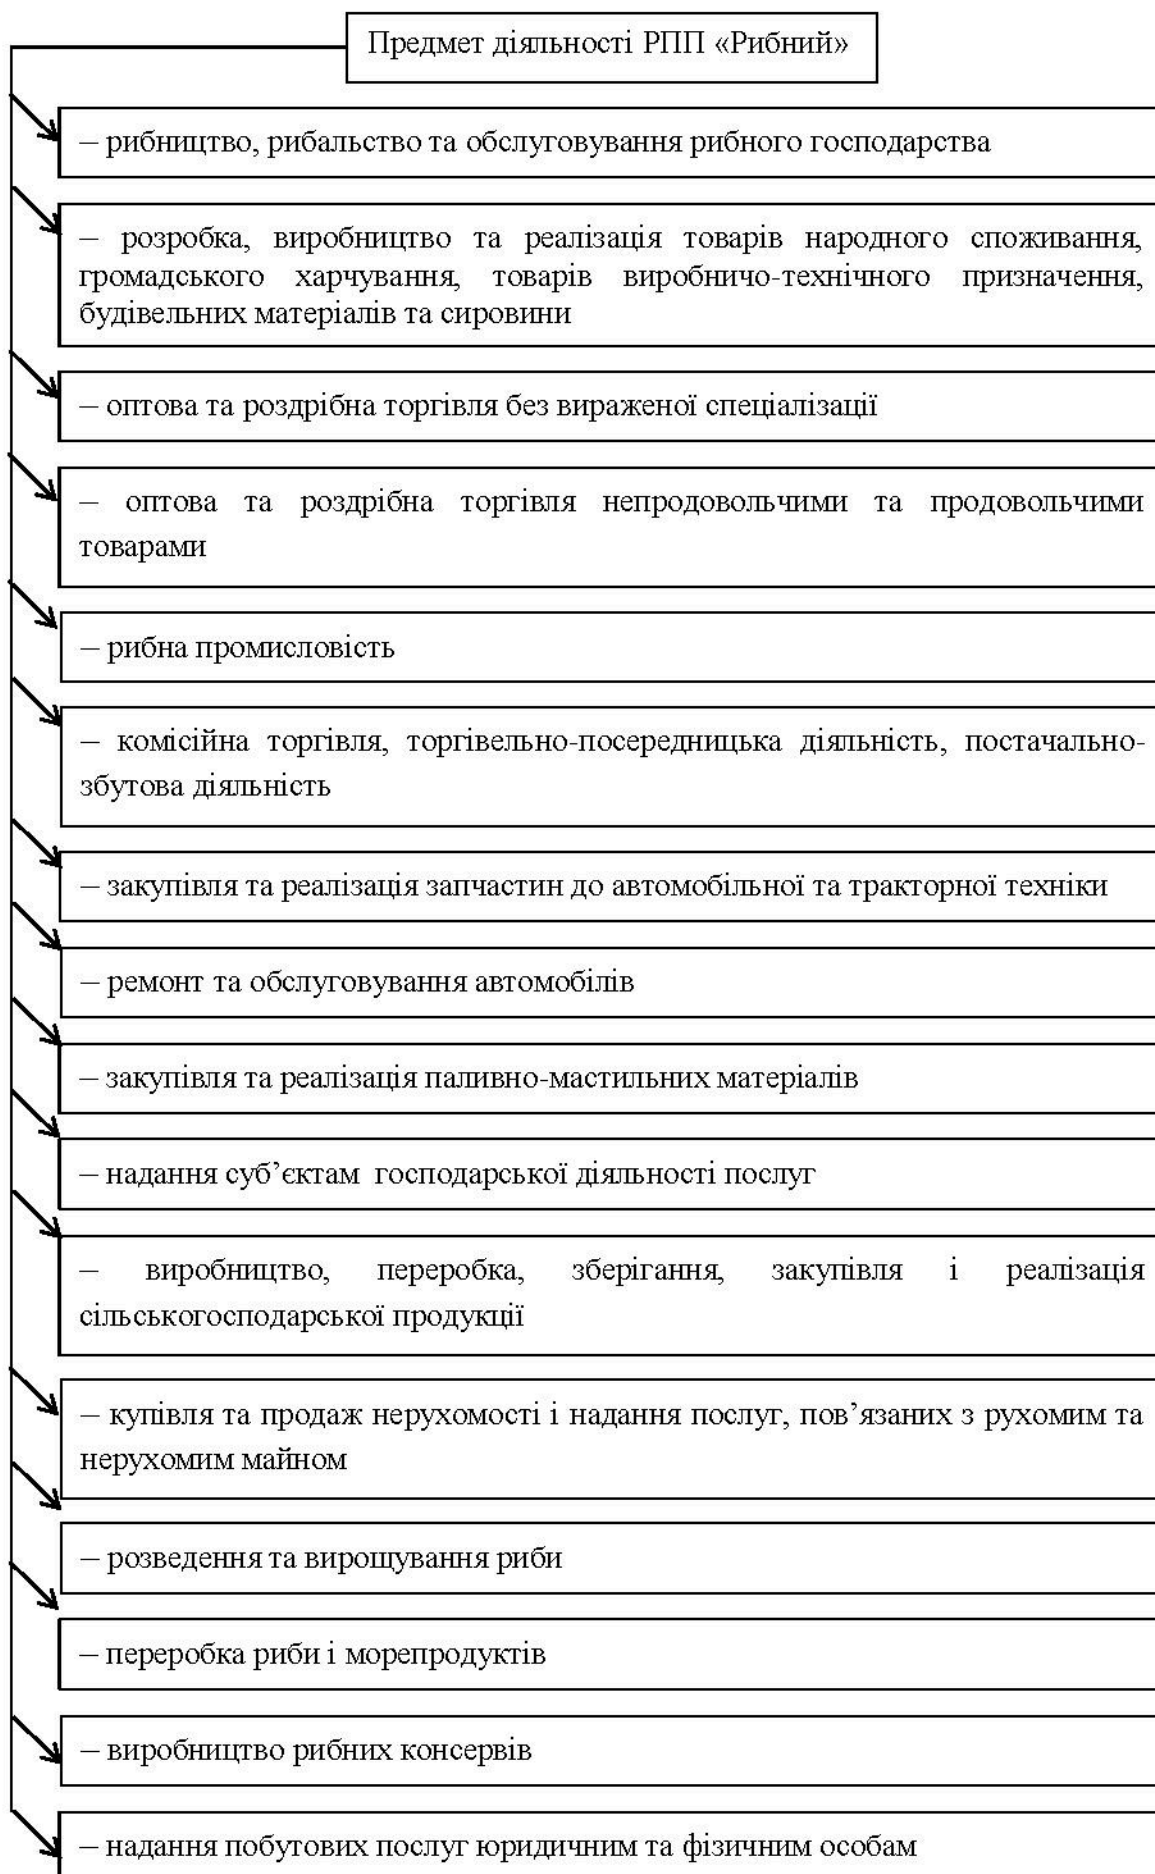 Предмет діяльності РПП «Рибний»
– рибництво, рибальство та обслуговування рибного господарства
– розробка, виробництво та реалізація товарів народного споживання,
громадського харчування, товарів виробничо-технічного призначення,
будівельних матеріалів та сировини
– оптова та роздрібна торгівля без вираженої спеціалізації
– оптова та роздрібна торгівля непродовольчими та продовольчими
товарами
– рибна промисловість
– комісійна торгівля, торгівельно-посередницька діяльність, постачально-
збутова діяльність
– закупівля та реалізація запчастин до автомобільної та тракторної техніки
– ремонт та обслуговування автомобілів
– закупівля та реалізація паливно-мастильних матеріалів
– надання суб’єктам господарської діяльності послуг
– виробництво, переробка, зберігання, закупівля і реалізація
сільськогосподарської продукції
– купівля та продаж нерухомості і надання послуг, пов’язаних з рухомим та
нерухомим майном
– розведення та вирощування риби
– переробка риби і морепродуктів
– виробництво рибних консервів
– надання побутових послуг юридичним та фізичним особам